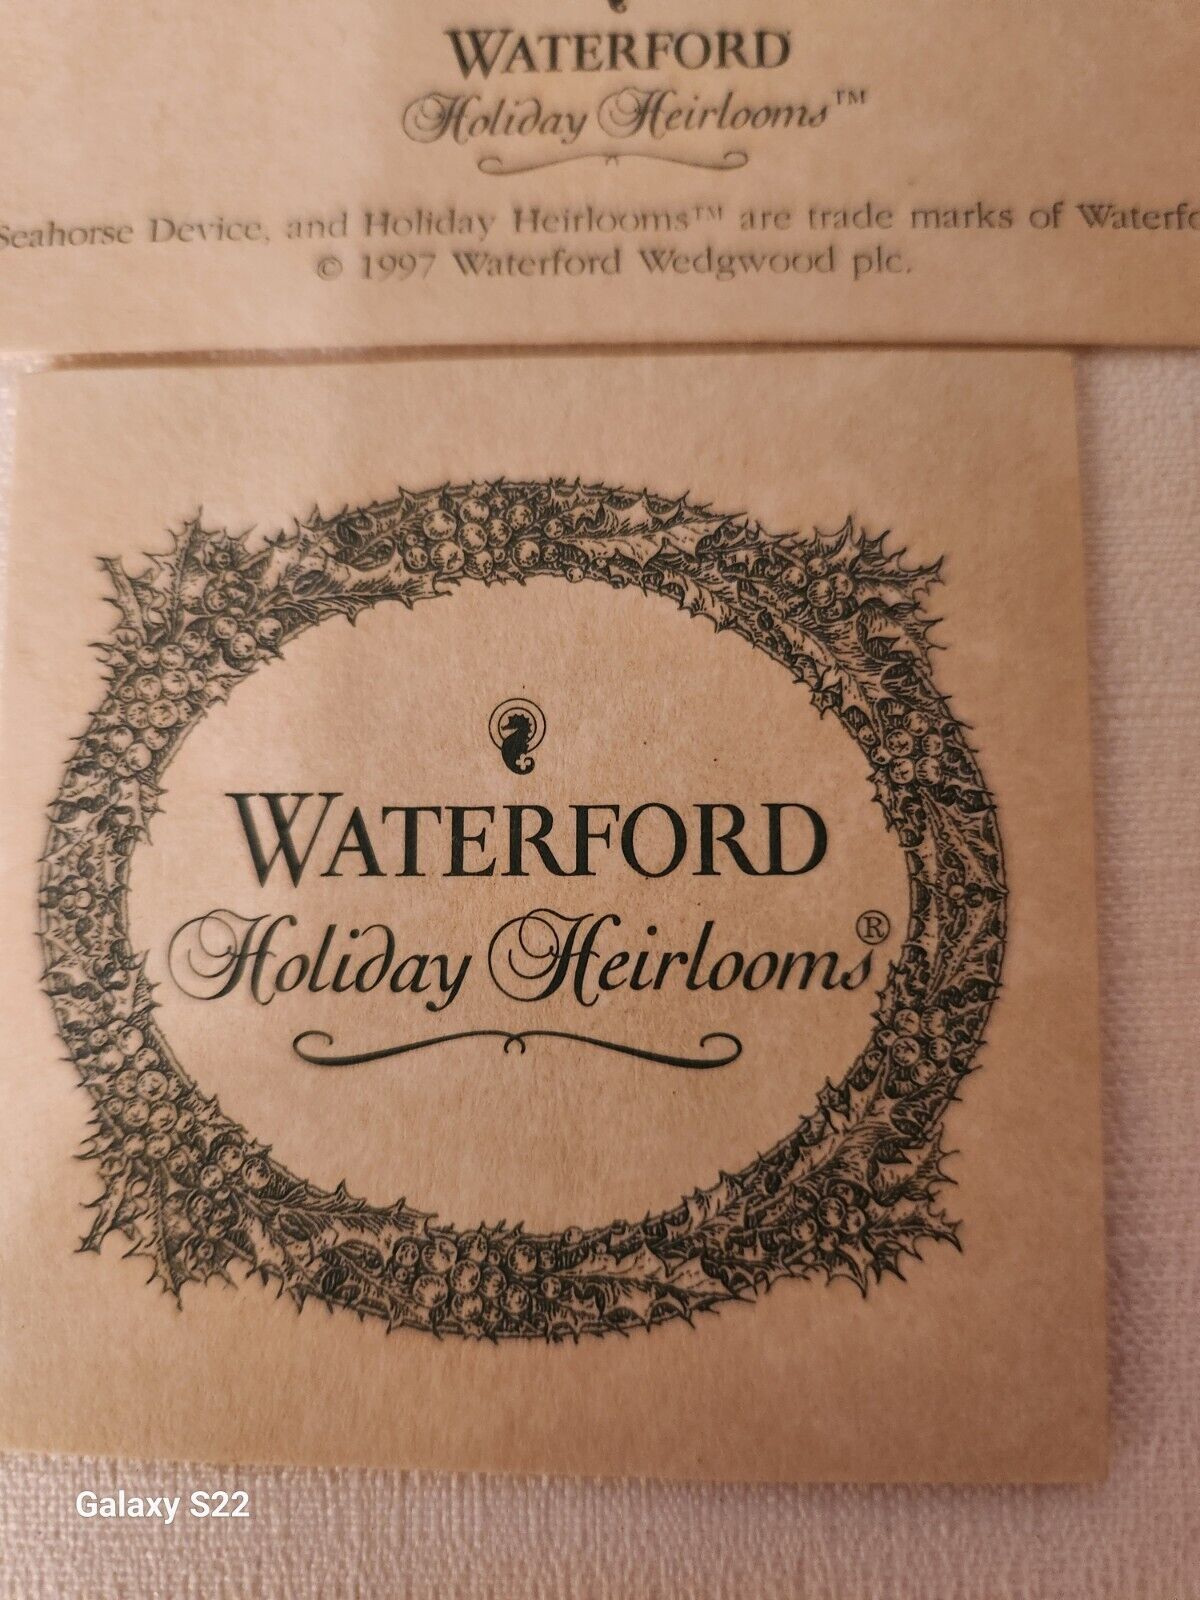 WATERFORD
Holiday Heirlooms™
Seahorse Device, and Holiday Heirlooms™ are trade marks of Waterfo
© 1997 Waterford Wedgwood plc.
WATERFORD
Holiday Heirlooms®
Galaxy S22